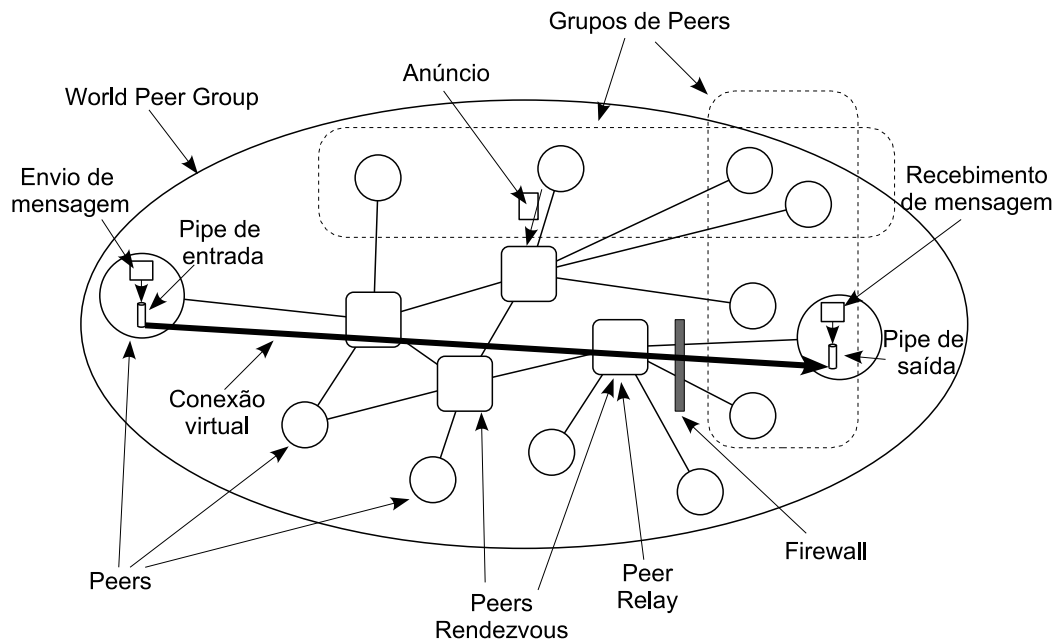 Grupos de Peers
Anúncio
World Peer Group
Envio de
mensagem
Recebimento
de mensagem
Pipe de
entrada
Pipe de
saída
Conexão
virtual
Firewall
Peers
Peer
Relay
Peers
Rendezvous